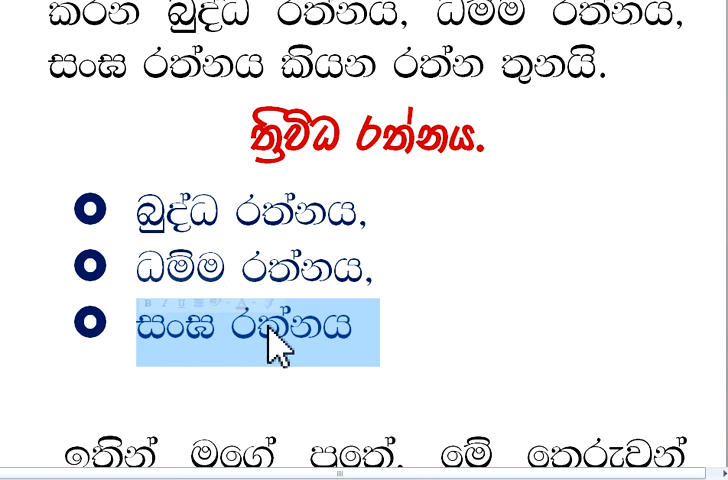 කරන බුද්ධ රත්නය, ධම්ම රත්නය,
සංඝ රත්නය කියන රත්න තුනයි.
ත්‍රිවිධ රත්නය.
බුද්ධ රත්නය,
ධම්ම රත්නය,
සංඝ රත්නය
ඉතින් මගේ පුතේ, මේ තෙරුවන්